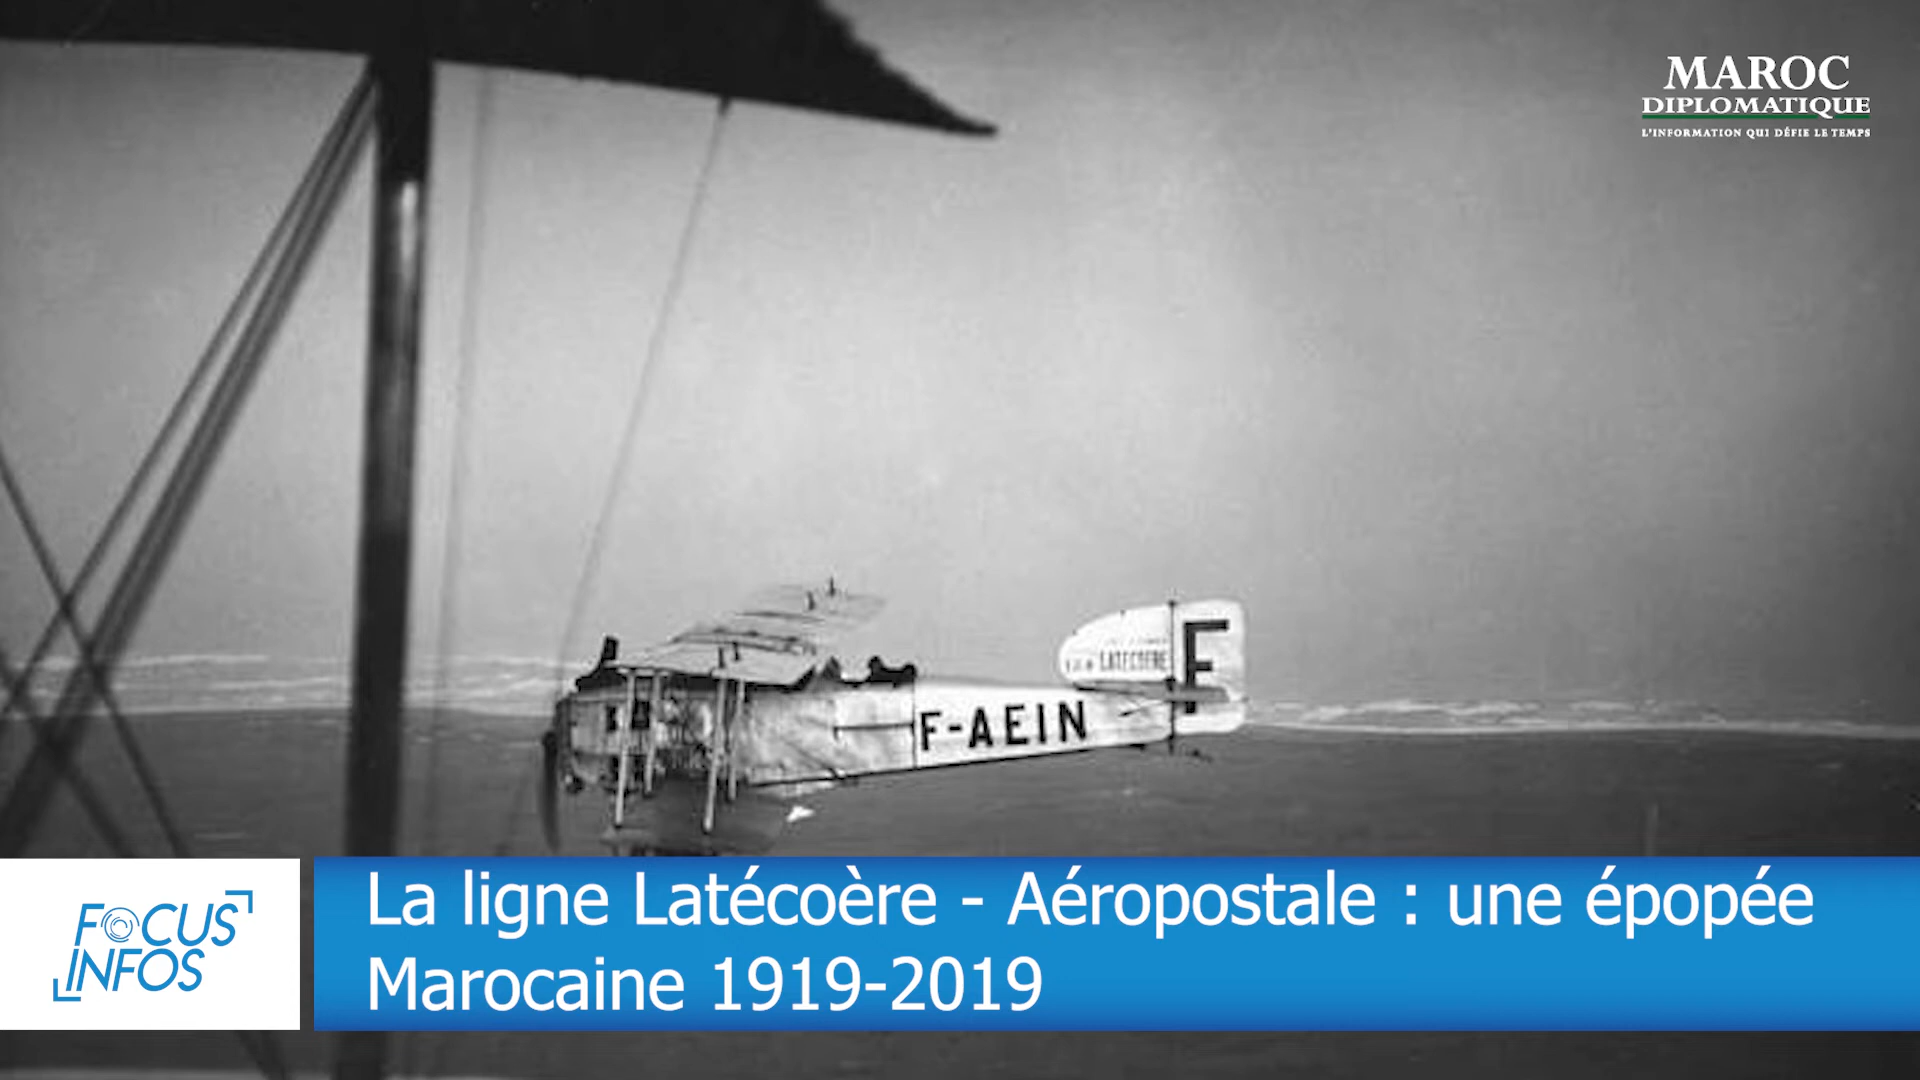 MAROC
DIPLOMATIQUE
L'INFORMATION QUI DÉFIE LE TEMPS
LATÉCOÈRE
F
F-AEIN
FOCUS
INFOS
La ligne Latécoère - Aéropostale : une épopée
Marocaine 1919-2019